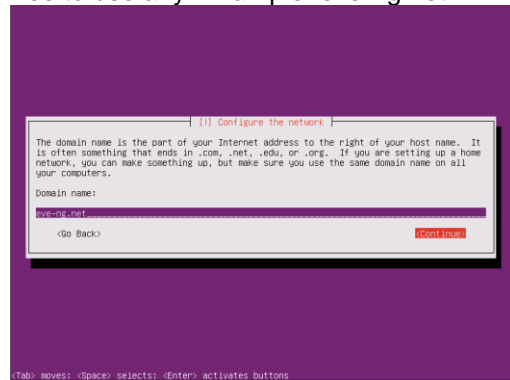 [!] Configure the network
The domain name is the part of your Internet address to the right of your host name. It
is often something that ends in .com, .net, .edu, or .org. If you are setting up a home
network, you can make something up, but make sure you use the same domain name on all
your computers.
Domain name:
eve-ng.net
<Go Back> <Continue>
<Tab> moves; <Space> selects; <Enter> activates buttons